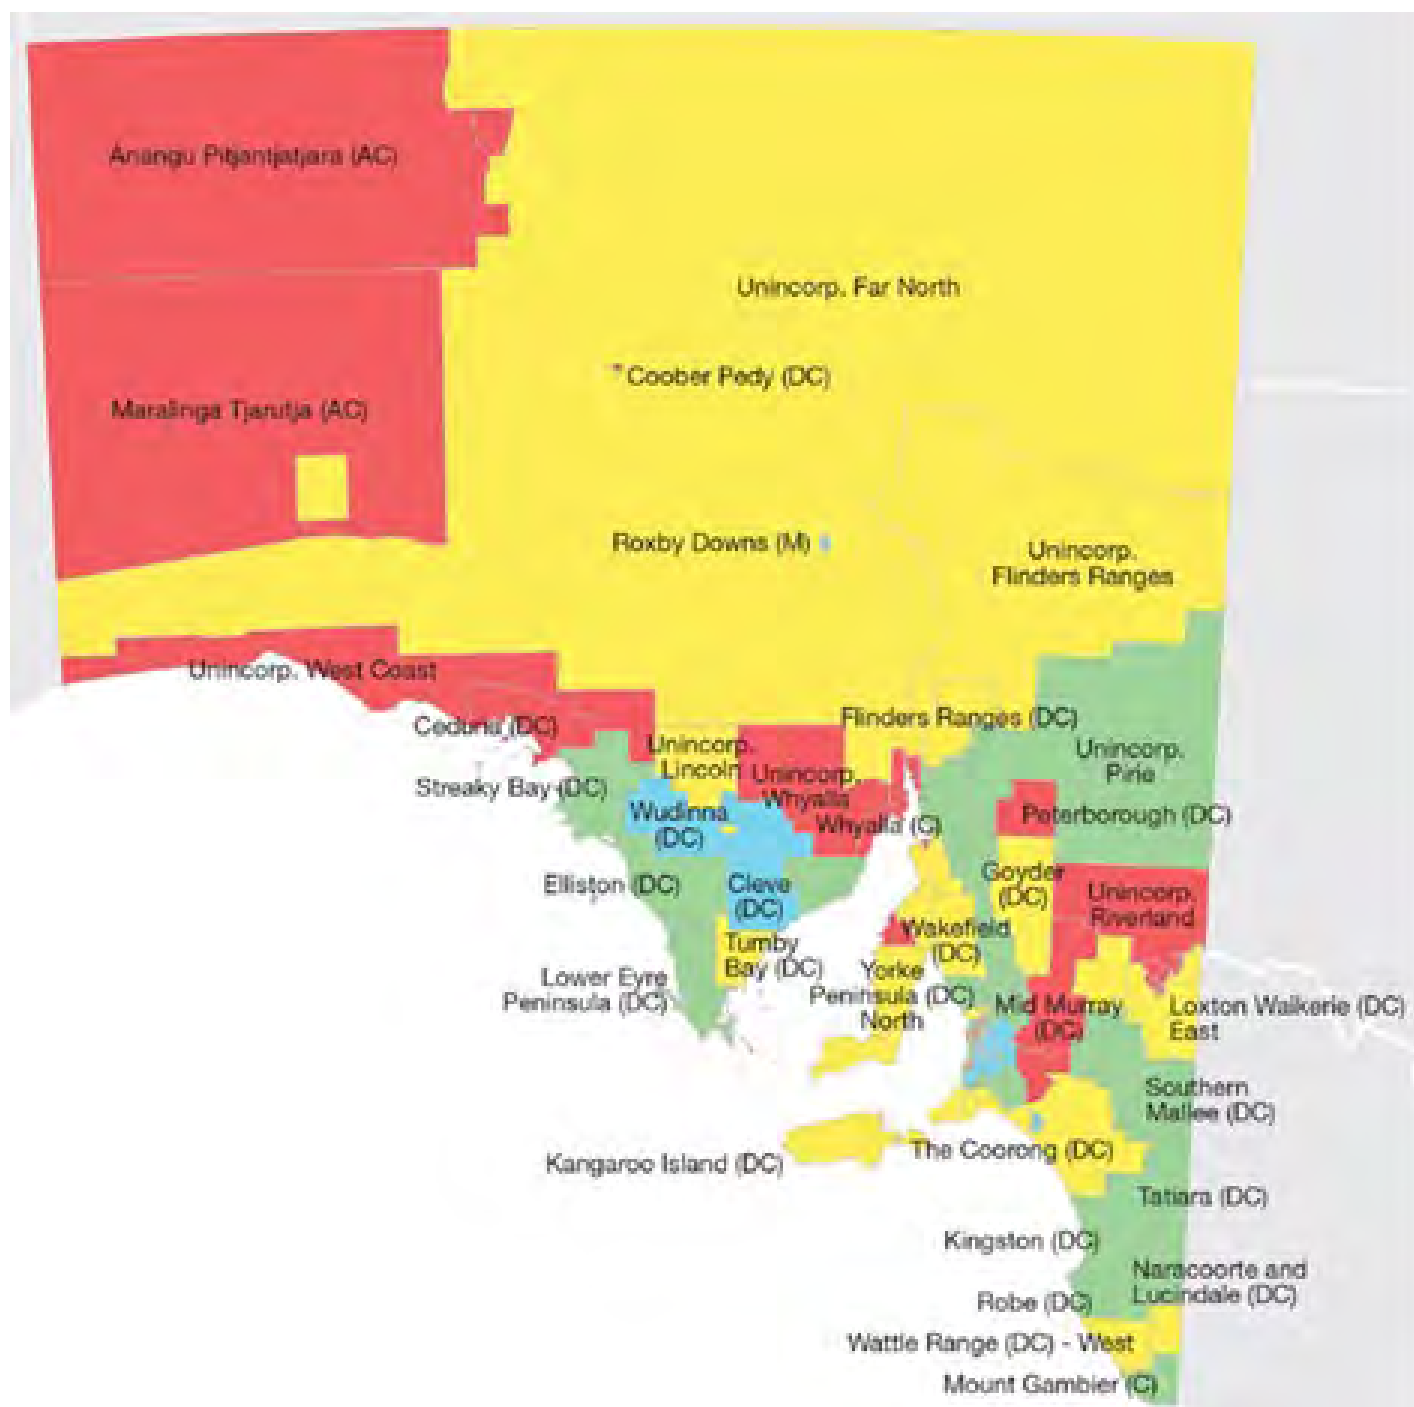 Anangu Pitjantjatjara (AC)
Unincorp. Far North
Coober Pedy (DC)
Maralinga Tjarutja (AC)
Roxby Downs (M)
Unincorp.
Flinders Ranges
Unincorp. West Coast
Flinders Ranges (DC)
Ceduna (DC)
Unincorp.
Lincoln
Unincorp.
Pirie
Unincorp.
Whyalla
Streaky Bay (DC)
Wudinna
(DC)
Whyalla (C)
Peterborough (DC)
Goyder
(DC)
Elliston (DC)
Cleve
(DC)
Unincorp.
Riverland
Wakefield
(DC)
Tumby
Bay (DC)
Lower Eyre
Peninsula (DC)
Yorke
Peninsula (DC)
North
Mid Murray
(DC)
Loxton Waikerie (DC)
East
Southern
Mallee (DC)
Kangaroo Island (DC)
The Coorong (DC)
Tatiara (DC)
Kingston (DC)
Naracoorte and
Lucindale (DC)
Robe (DC)
Wattle Range (DC) - West
Mount Gambier (C)